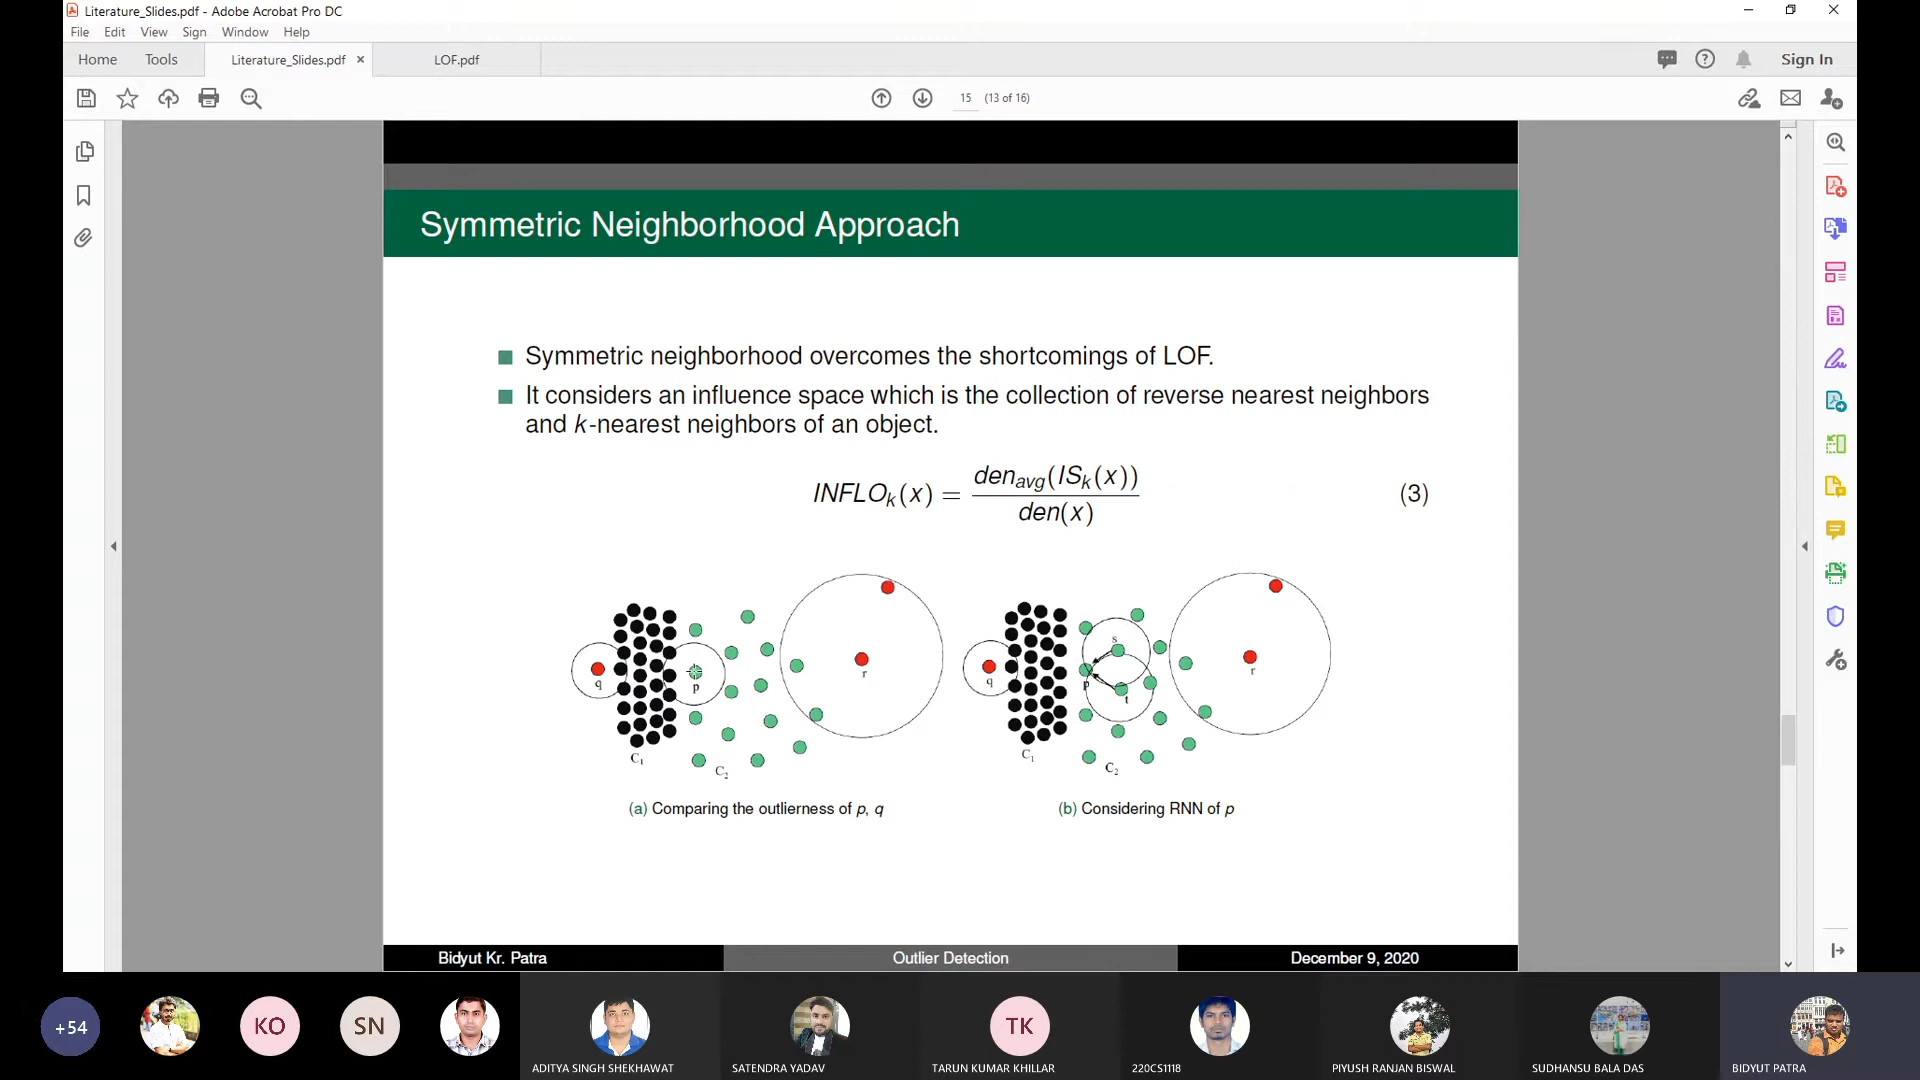 Literature_Slides.pdf - Adobe Acrobat Pro DC
File Edit View Sign Window Help
Home Tools Literature_Slides.pdf × LOF.pdf Sign In
15 (13 of 16)
Symmetric Neighborhood Approach
Symmetric neighborhood overcomes the shortcomings of LOF.
It considers an influence space which is the collection of reverse nearest neighbors
and k-nearest neighbors of an object.
INFLOk(x) = denavg(ISk(x)) / den(x) (3)
q p r C1 C2
q s p t r C1 C2
(a) Comparing the outlierness of p, q
(b) Considering RNN of p
Bidyut Kr. Patra Outlier Detection December 9, 2020
+54 KO SN TK
ADITYA SINGH SHEKHAWAT SATENDRA YADAV TARUN KUMAR KHILLAR 220CS1118 PIYUSH RANJAN BISWAL SUDHANSU BALA DAS BIDYUT PATRA